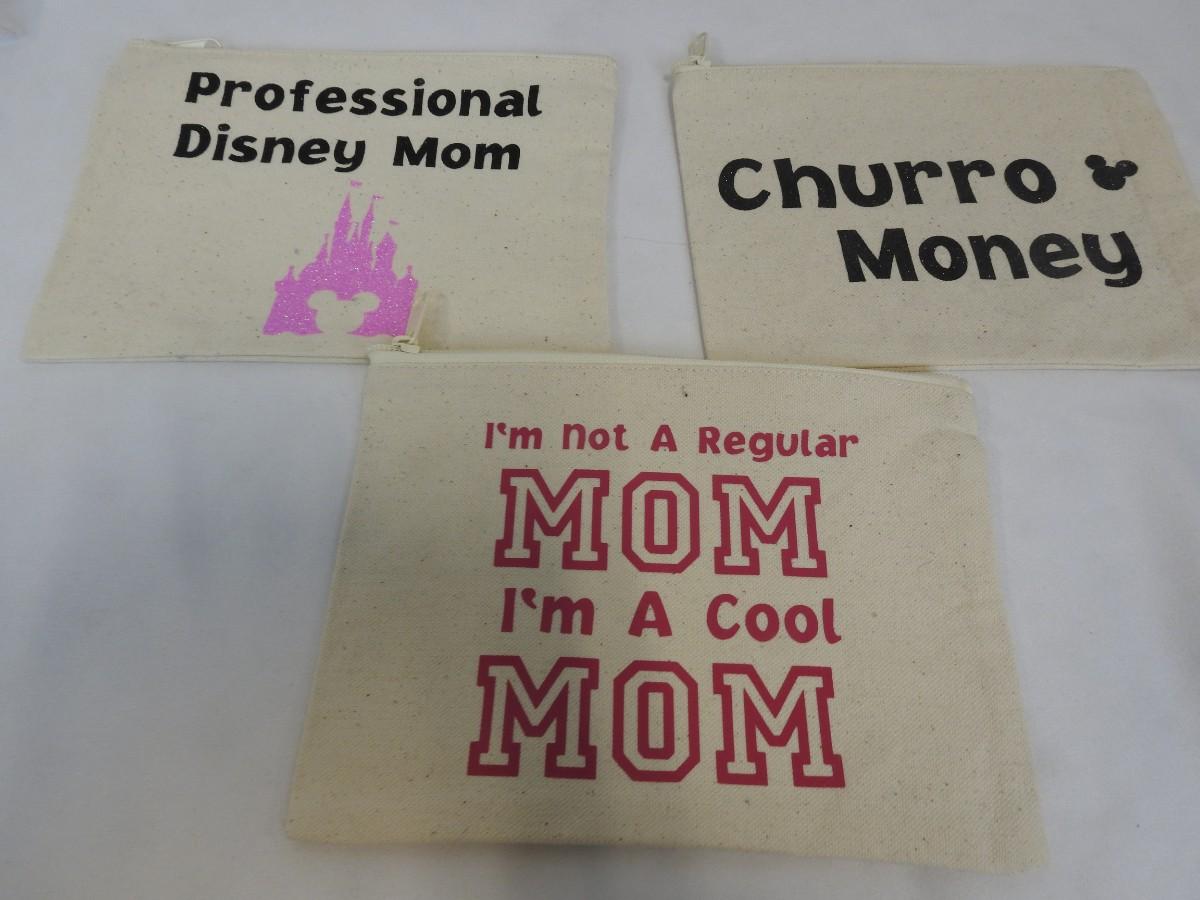 Professional
Disney Mom
Churro
Money
I'm Not A Regular
MOM
I'm A Cool
MOM